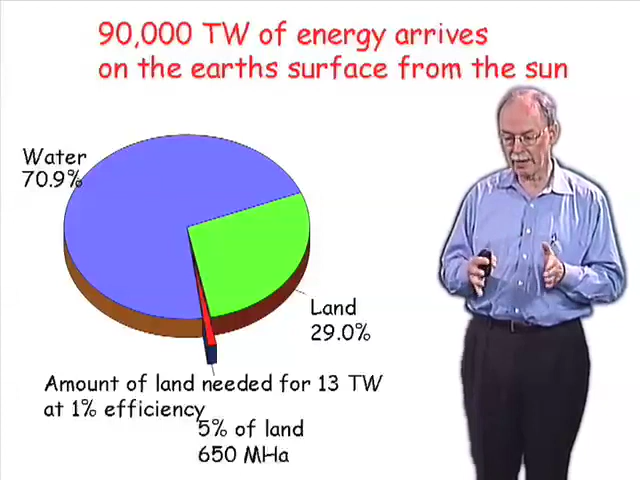 90,000 TW of energy arrives
on the earths surface from the sun
Water
70.9%
Land
29.0%
Amount of land needed for 13 TW
at 1% efficiency
5% of land
650 MHa